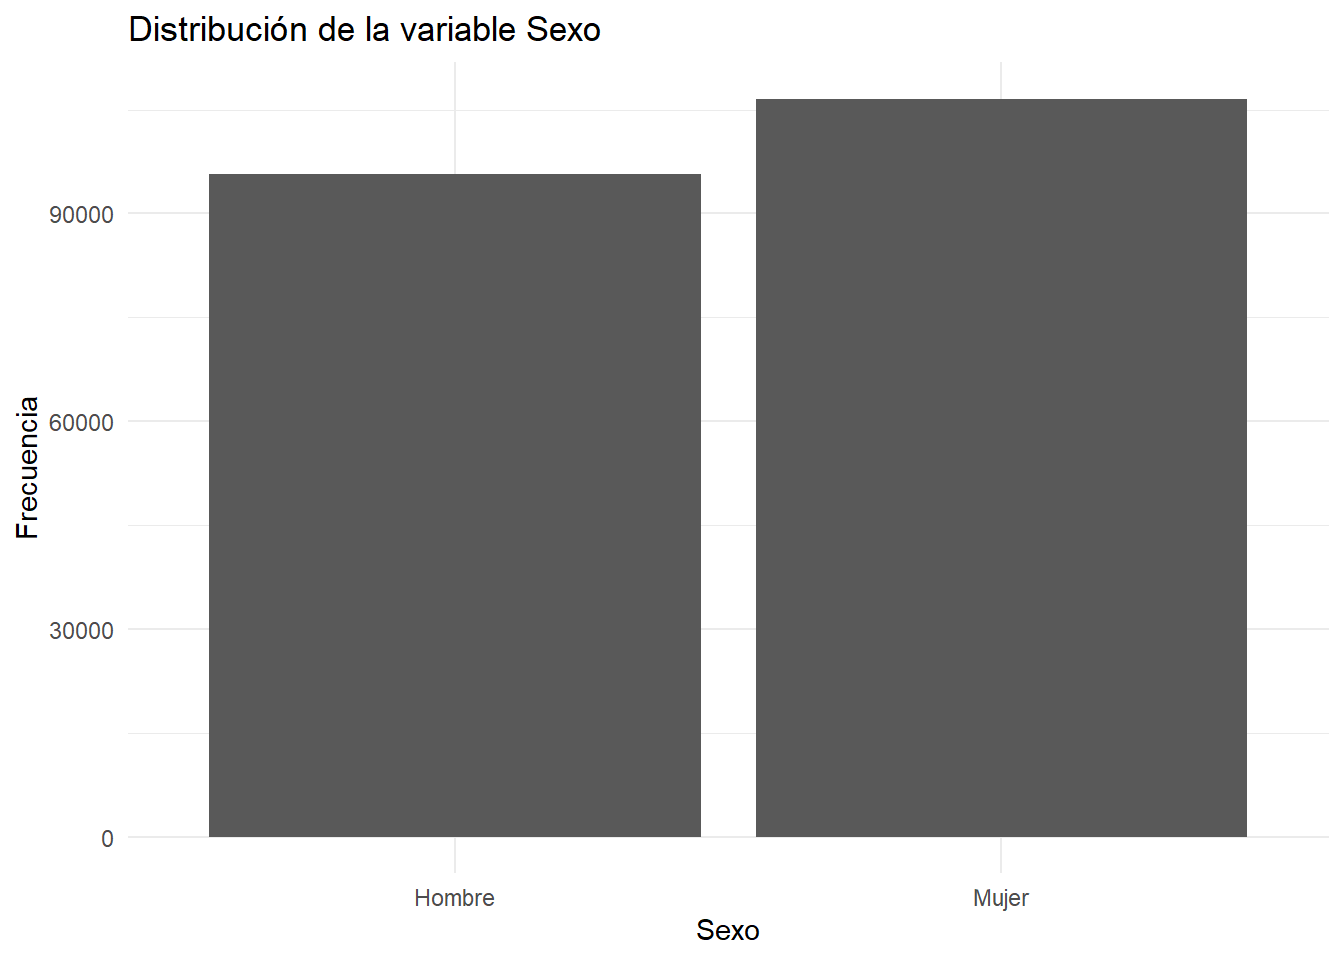 Distribución de la variable Sexo
Frecuencia
90000
60000
30000
0
Hombre
Mujer
Sexo